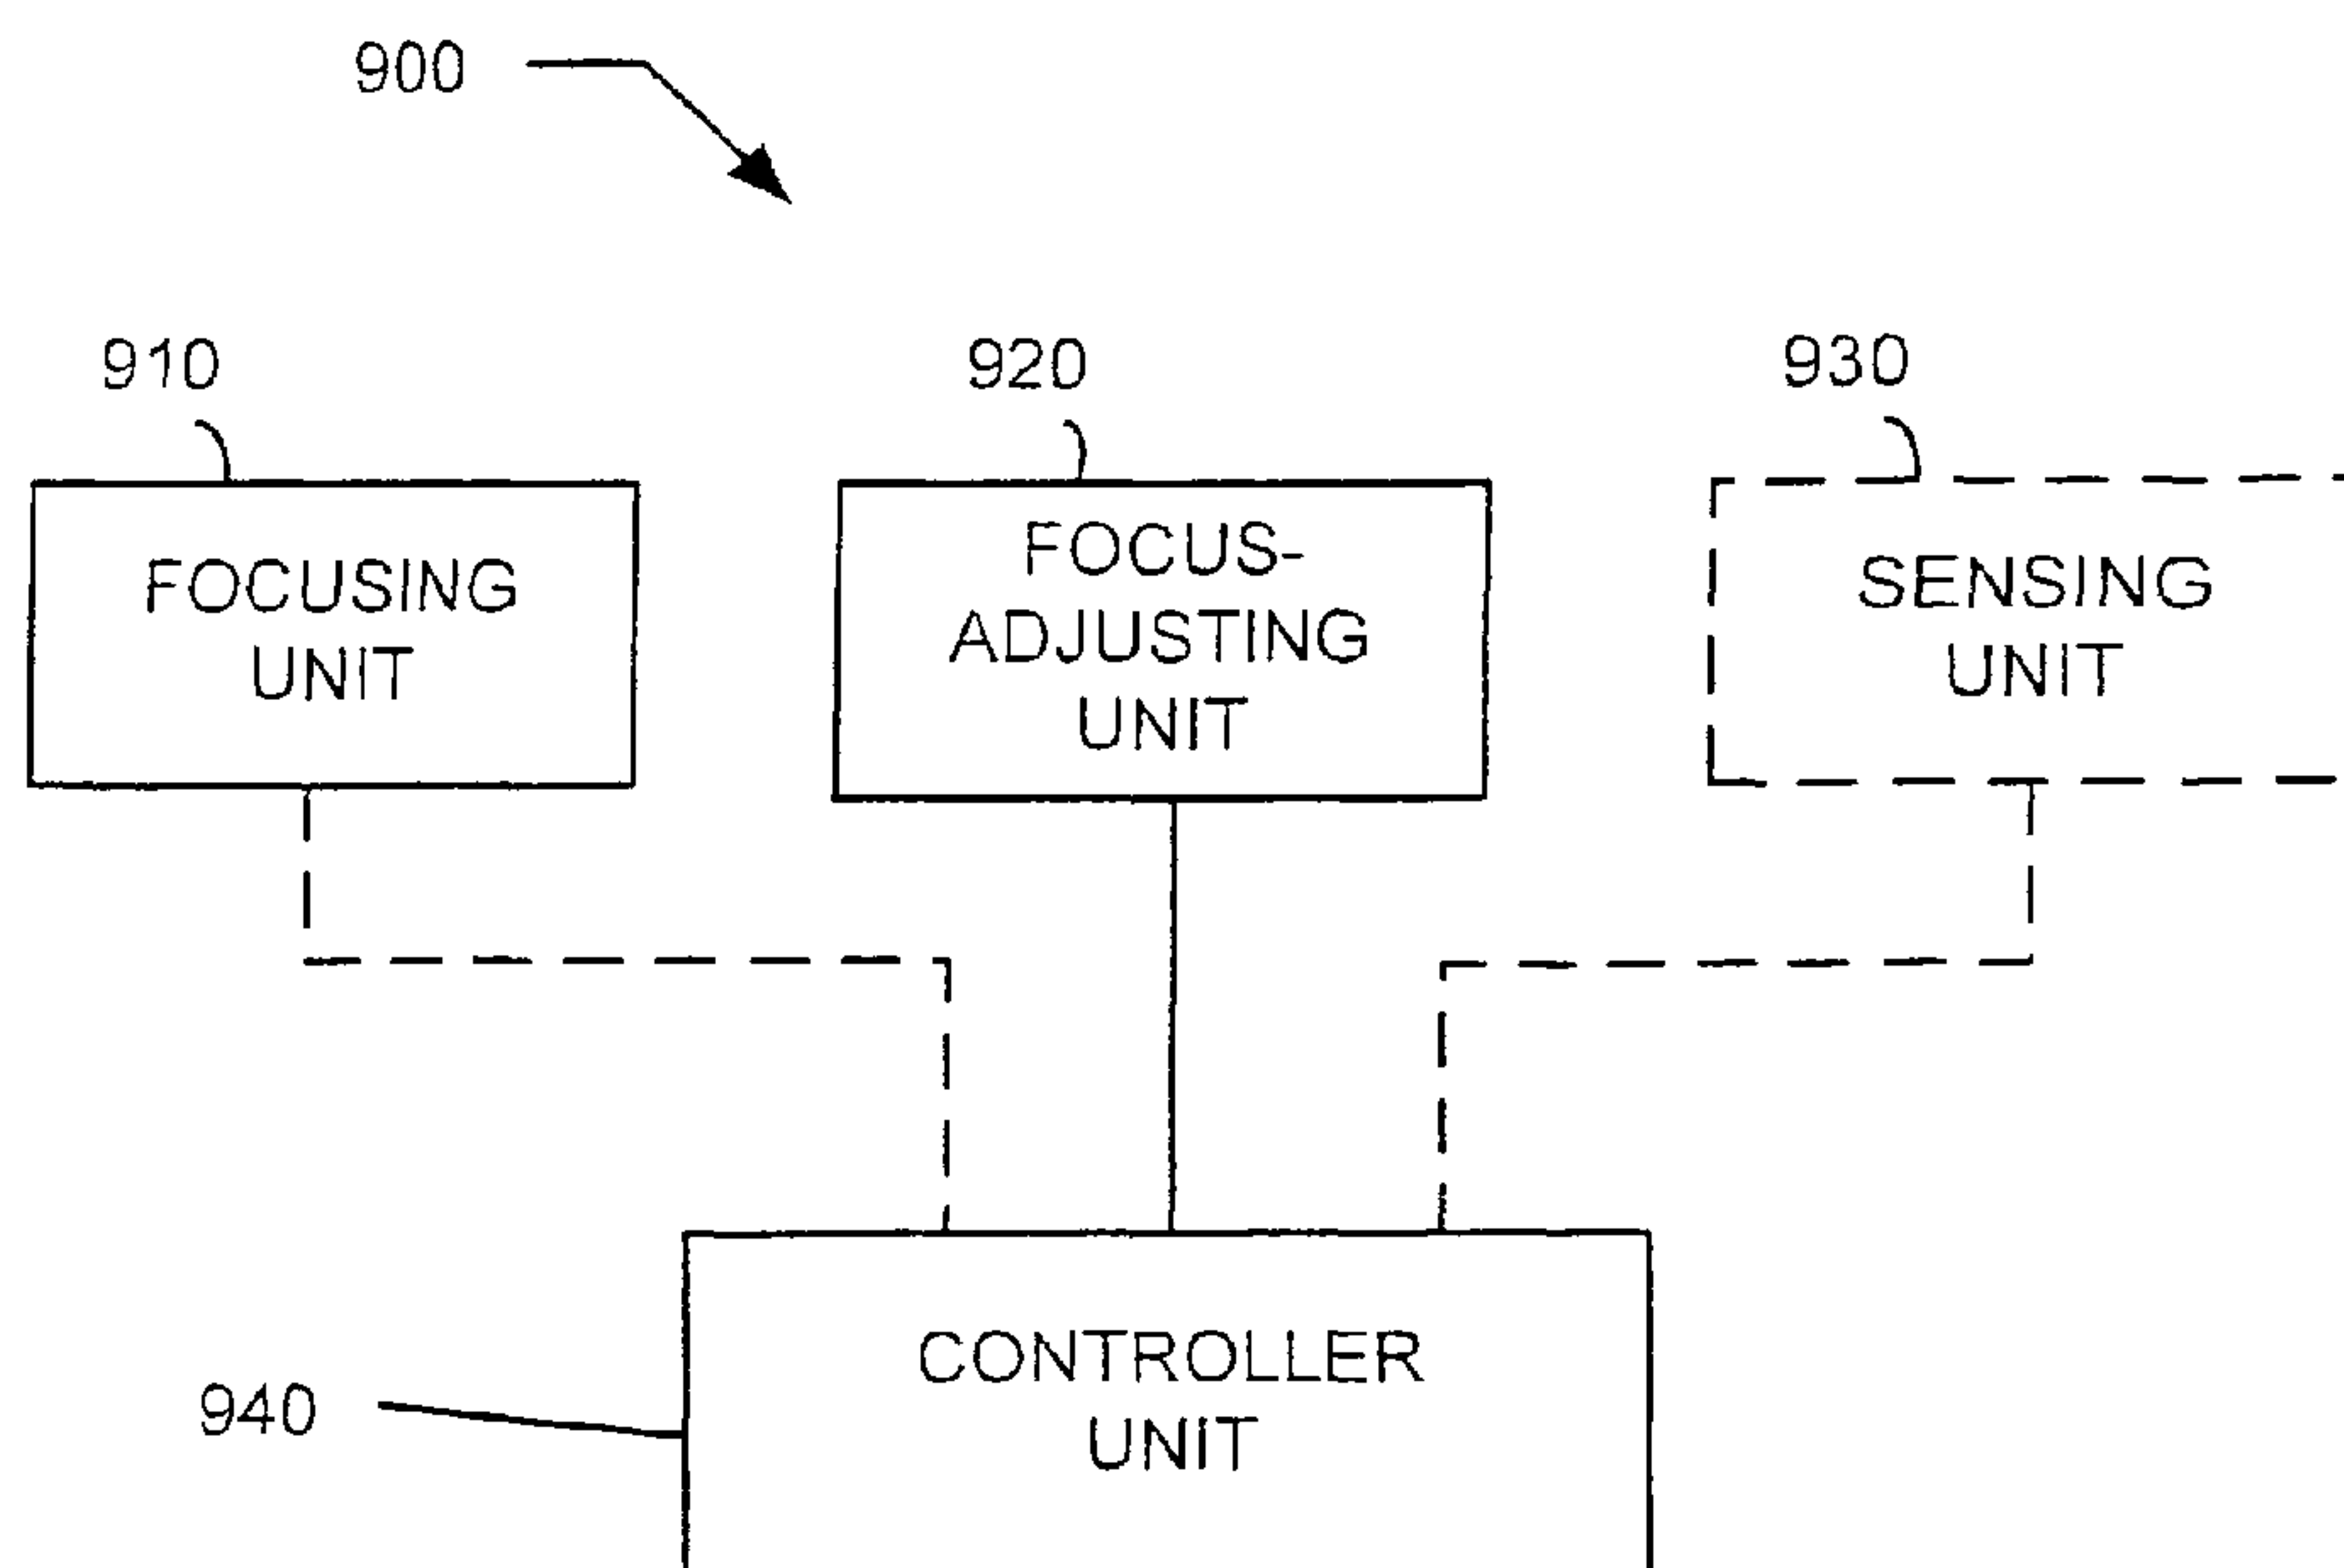 900
910
920
930
FOCUSING
UNIT
FOCUS-
ADJUSTING
UNIT
SENSING
UNIT
CONTROLLER
UNIT
940